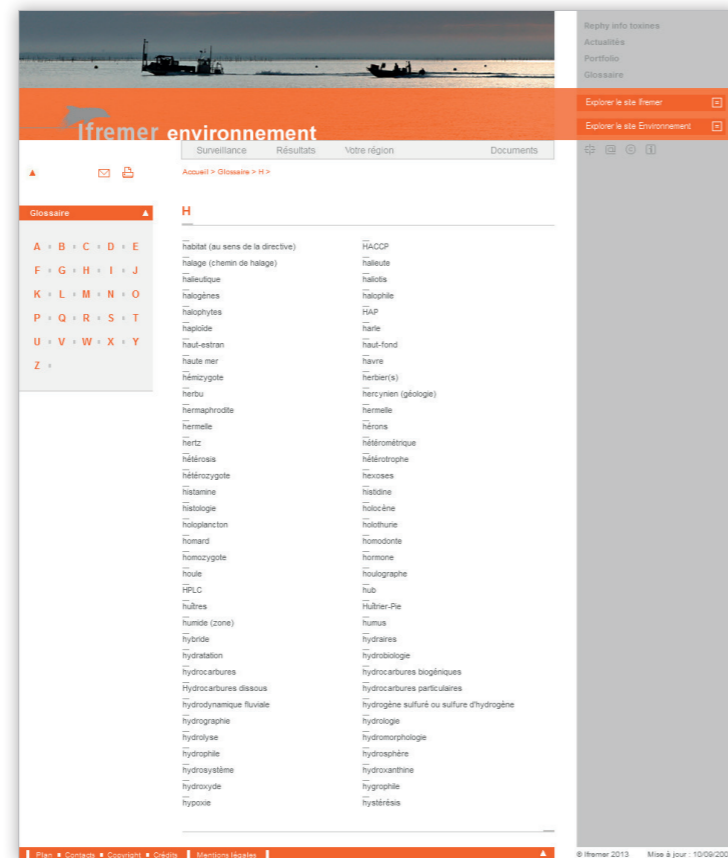 Rephy info toxines
Actualités
Portfolio
Glossaire
Explorer le site Ifremer
Explorer le site Environnement
Ifremer environnement
Surveillance Résultats Votre région Documents
Accueil > Glossaire > H >
Glossaire
A B C D E
F G H I J
K L M N O
P Q R S T
U V W X Y
Z
H
habitat (au sens de la directive) HACCP
halage (chemin de halage) halieute
halieutique haliotis
halogènes halophile
halophytes HAP
haploïde harle
haut-estran haut-fond
haute mer havre
hémizygote herbier(s)
herbu hercynien (géologie)
hermaphrodite hermelle
hermelle hérons
hertz hétérométrique
hétérosis hétérotrophe
hétérozygote hexoses
histamine histidine
histologie holocène
holoplancton holothurie
homard homodonte
homozygote hormone
houle houlographe
HPLC hub
huîtres Huîtrier-Pie
humide (zone) humus
hybride hydraires
hydratation hydrobiologie
hydrocarbures hydrocarbures biogéniques
Hydrocarbures dissous hydrocarbures particulaires
hydrodynamique fluviale hydrogène sulfuré ou sulfure d'hydrogène
hydrographie hydrologie
hydrolyse hydromorphologie
hydrophile hydrosphère
hydrosystème hydroxanthine
hydroxyde hygrophile
hypoxie hystérésis
Plan Contacts Copyright Crédits Mentions légales
© Ifremer 2013 Mise à jour : 10/09/200